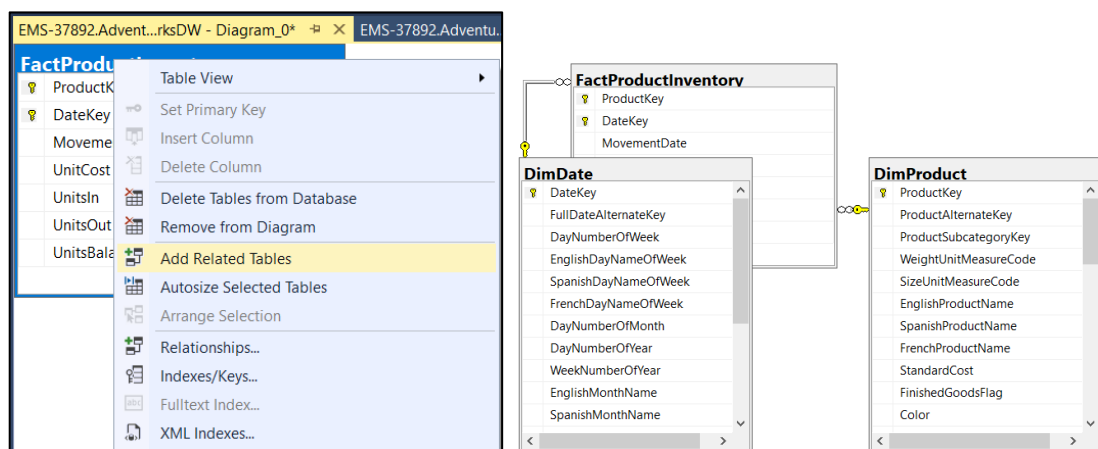 EMS-37892.Advent...rksDW - Diagram_0*
EMS-37892.Adventu.
FactProdu
ProductK
DateKey
Moveme
UnitCost
UnitsIn
UnitsOut
UnitsBala
Table View
Set Primary Key
Insert Column
Delete Column
Delete Tables from Database
Remove from Diagram
Add Related Tables
Autosize Selected Tables
Arrange Selection
Relationships...
Indexes/Keys...
Fulltext Index...
XML Indexes...
FactProductInventory
ProductKey
DateKey
MovementDate
DimDate
DateKey
FullDateAlternateKey
DayNumberOfWeek
EnglishDayNameOfWeek
SpanishDayNameOfWeek
FrenchDayNameOfWeek
DayNumberOfMonth
DayNumberOfYear
WeekNumberOfYear
EnglishMonthName
SpanishMonthName
DimProduct
ProductKey
ProductAlternateKey
ProductSubcategoryKey
WeightUnitMeasureCode
SizeUnitMeasureCode
EnglishProductName
SpanishProductName
FrenchProductName
StandardCost
FinishedGoodsFlag
Color